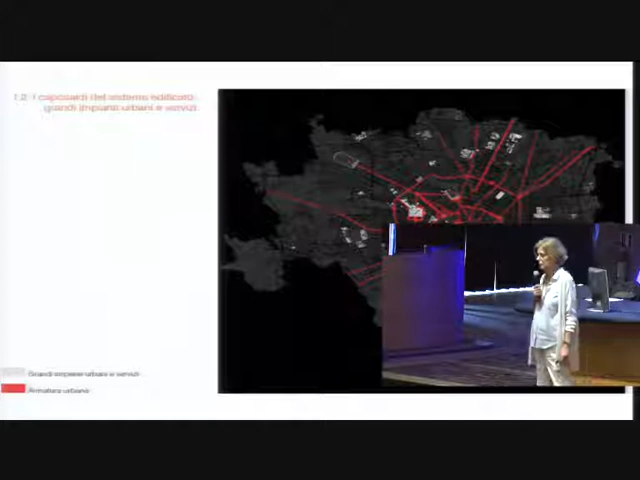 1.2 I capisaldi del sistema edificato:
grandi impianti urbani e servizi
Grandi impianti urbani e servizi
Armatura urbana